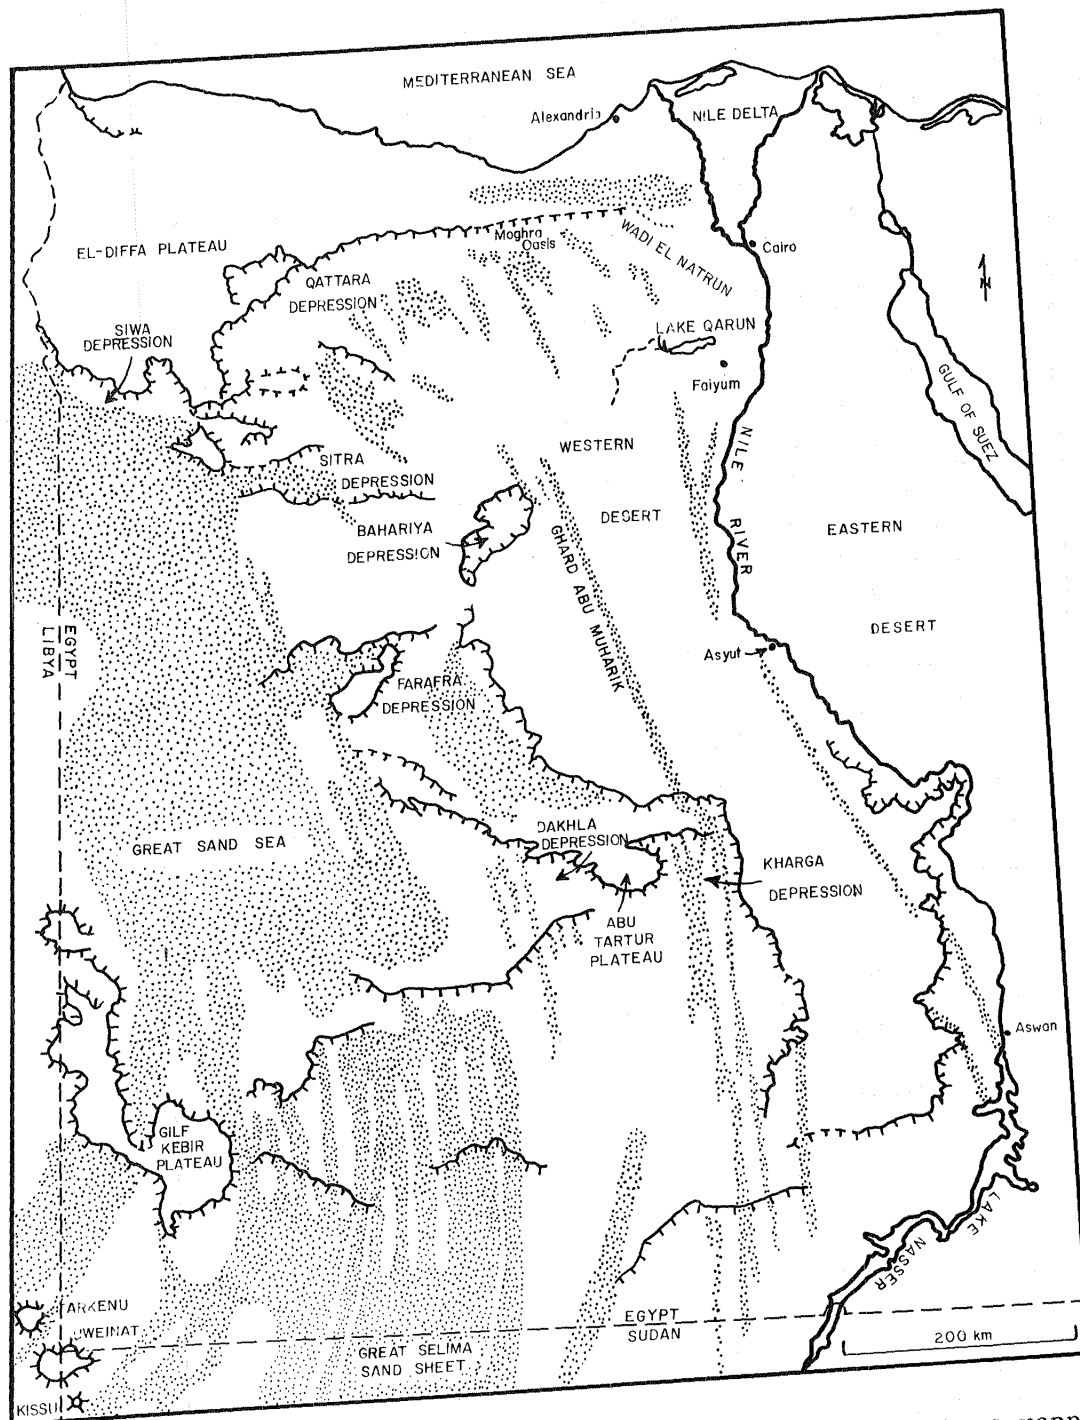 MEDITERRANEAN SEA
Alexandria
NILE DELTA
Moghra
Oasis
WADI EL NATRUN
Cairo
EL-DIFFA PLATEAU
QATTARA
DEPRESSION
N
SIWA
DEPRESSION
LAKE QARUN
Faiyum
GULF OF SUEZ
WESTERN
DESERT
NILE
RIVER
SITRA
DEPRESSION
BAHARIYA
DEPRESSION
GHARD ABU MUHARIK
EASTERN
DESERT
EGYPT
LIBYA
Asyut
FARAFRA
DEPRESSION
GREAT SAND SEA
DAKHLA
DEPRESSION
KHARGA
DEPRESSION
ABU
TARTUR
PLATEAU
Aswan
GILF
KEBIR
PLATEAU
LAKE
NASSER
ARKENU
UWEINAT
EGYPT
SUDAN
GREAT SELIMA
SAND SHEET
200 km
KISSU